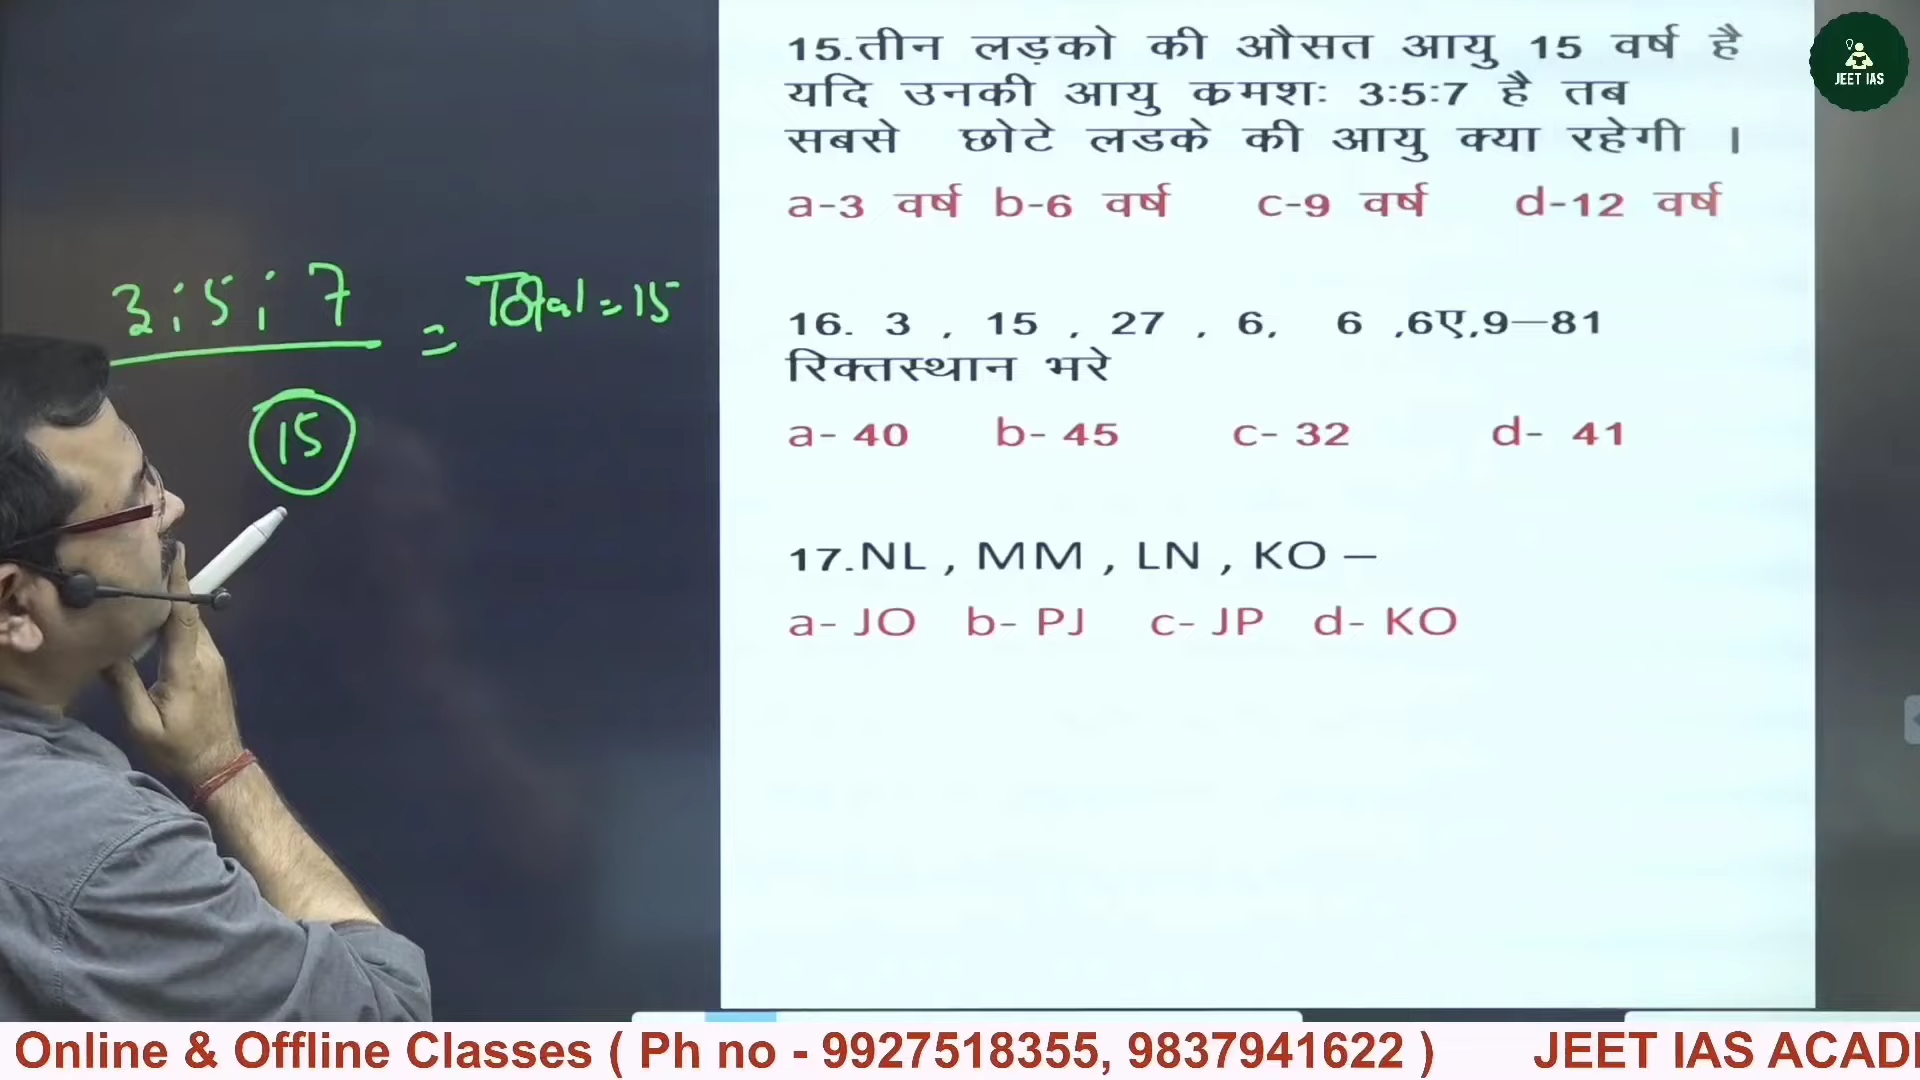 15.तीन लड़को की औसत आयु 15 वर्ष है
यदि उनकी आयु कमशः 3:5:7 है तब
सबसे छोटे लडके की आयु क्या रहेगी ।
a-3 वर्ष b-6 वर्ष c-9 वर्ष d-12 वर्ष
16. 3 , 15 , 27 , 6, 6 ,6ए,9—81
रिक्तस्थान भरे
a- 40 b- 45 c- 32 d- 41
17.NL , MM , LN , KO —
a- JO b- PJ c- JP d- KO
3:5:7 = Total = 15
15
JEET IAS
Online & Offline Classes ( Ph no - 9927518355, 9837941622 ) JEET IAS ACADE